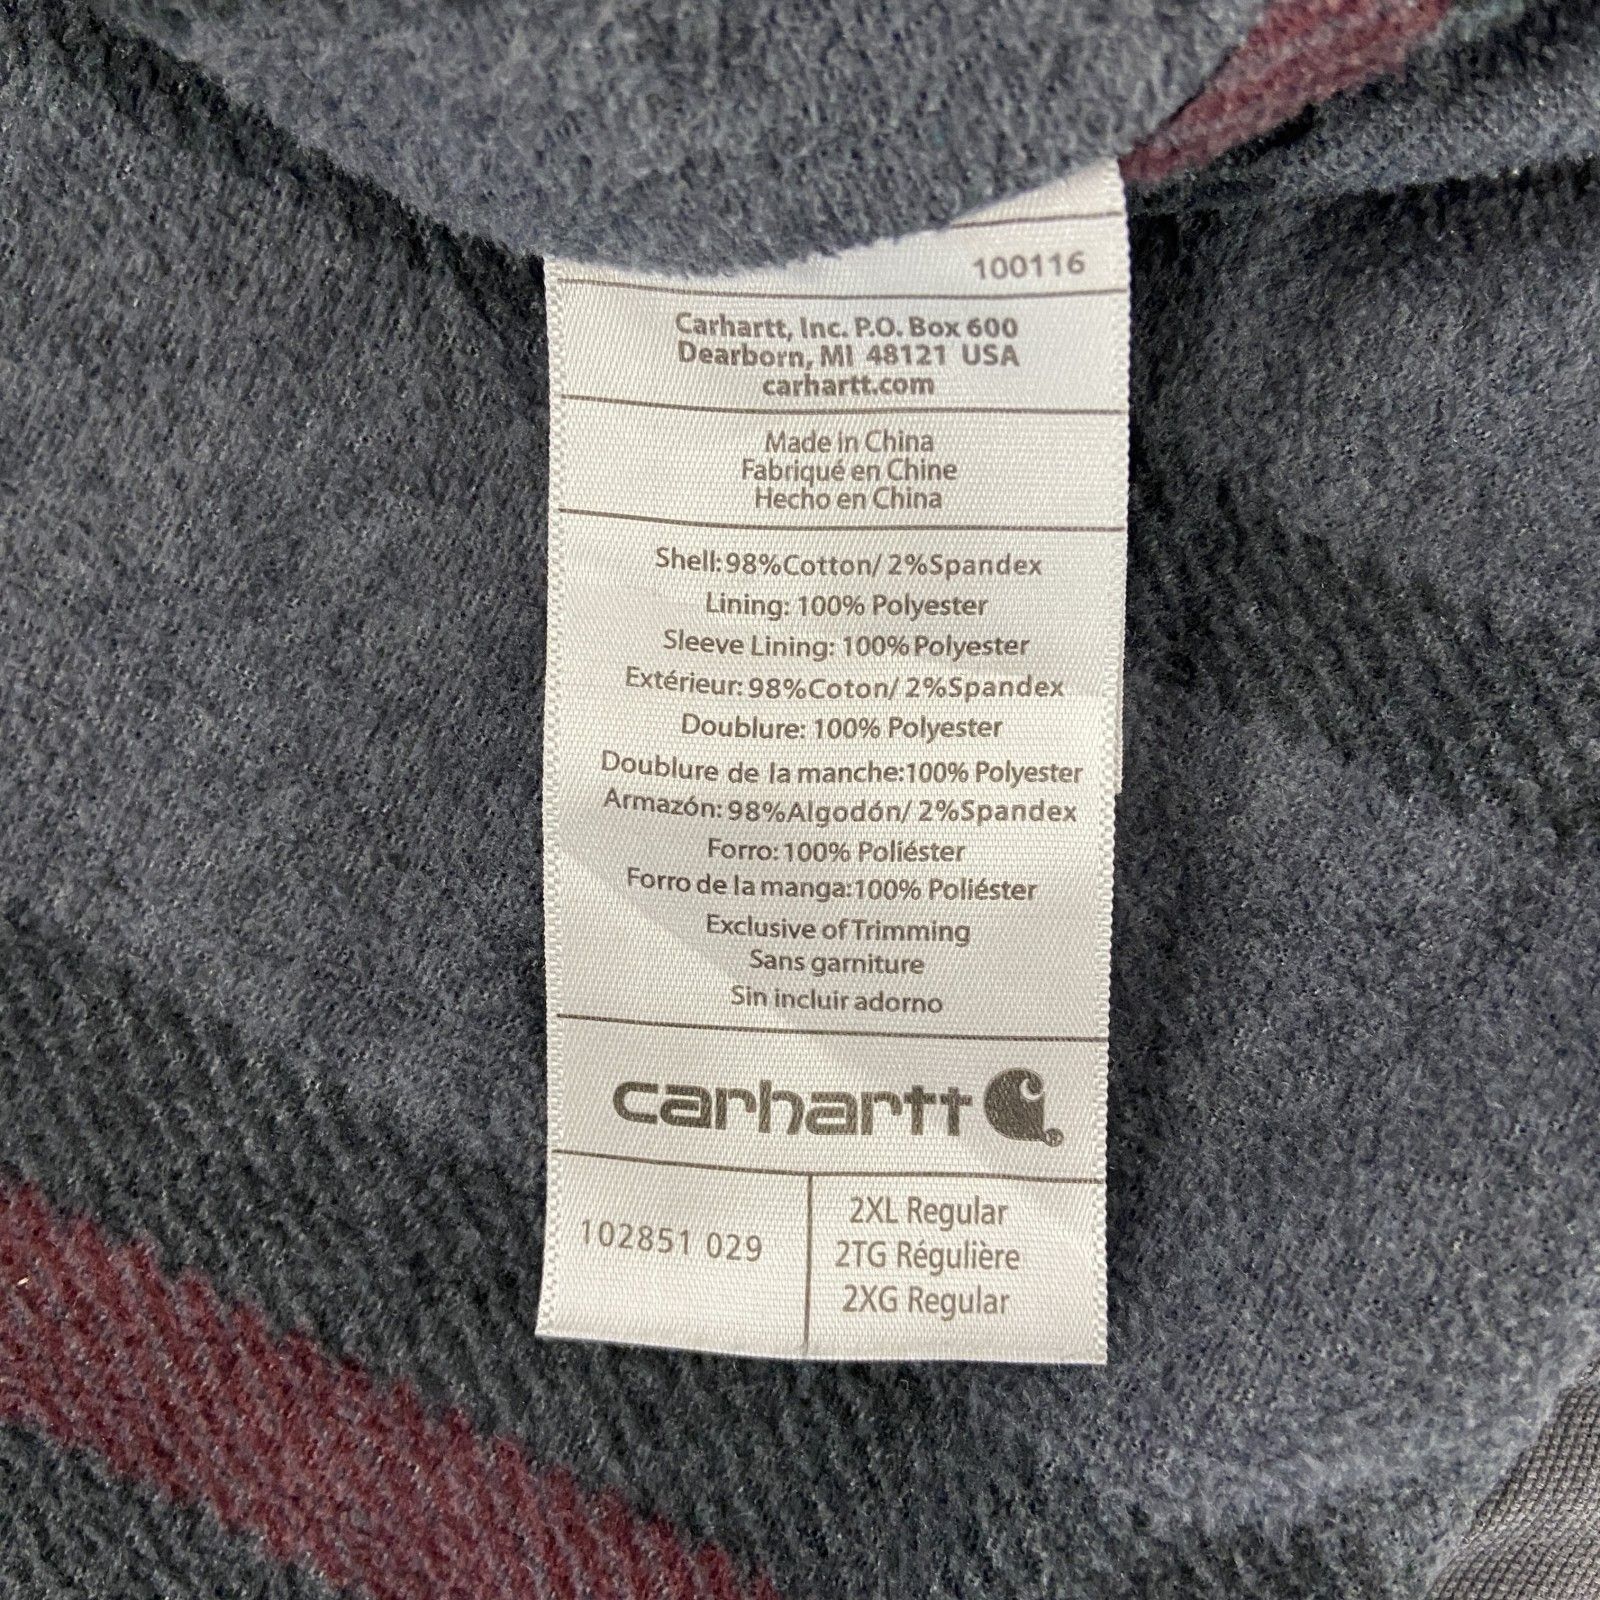 100116
Carhartt, Inc. P.O. Box 600
Dearborn, MI 48121 USA
carhartt.com
Made in China
Fabriqué en Chine
Hecho en China
Shell: 98%Cotton/ 2%Spandex
Lining: 100% Polyester
Sleeve Lining: 100% Polyester
Extérieur: 98%Coton/ 2%Spandex
Doublure: 100% Polyester
Doublure de la manche:100% Polyester
Armazón: 98%Algodón/ 2%Spandex
Forro: 100% Poliéster
Forro de la manga:100% Poliéster
Exclusive of Trimming
Sans garniture
Sin incluir adorno
carhartt ®
102851 029
2XL Regular
2TG Régulière
2XG Regular